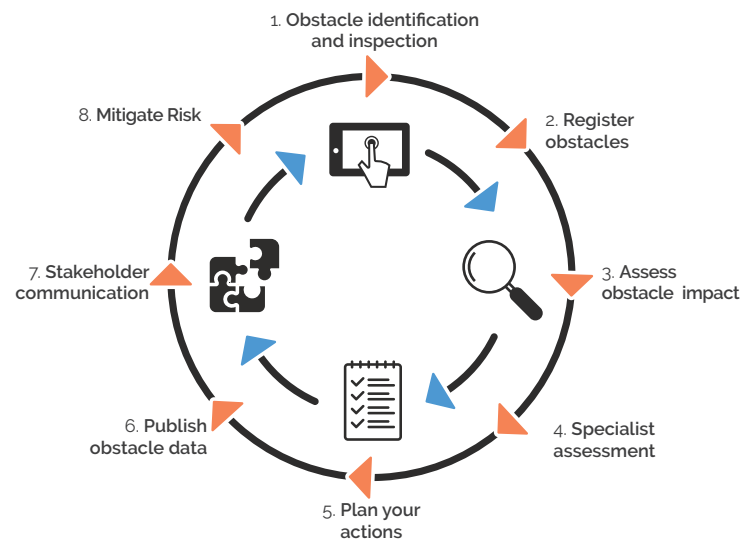 1. Obstacle identification
and inspection
2. Register
obstacles
3. Assess
obstacle impact
4. Specialist
assessment
5. Plan your
actions
6. Publish
obstacle data
7. Stakeholder
communication
8. Mitigate Risk